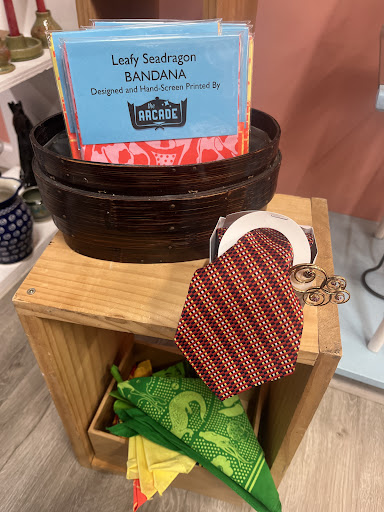 Leafy Seadragon
BANDANA
Designed and Hand-Screen Printed By
the
ARCADE